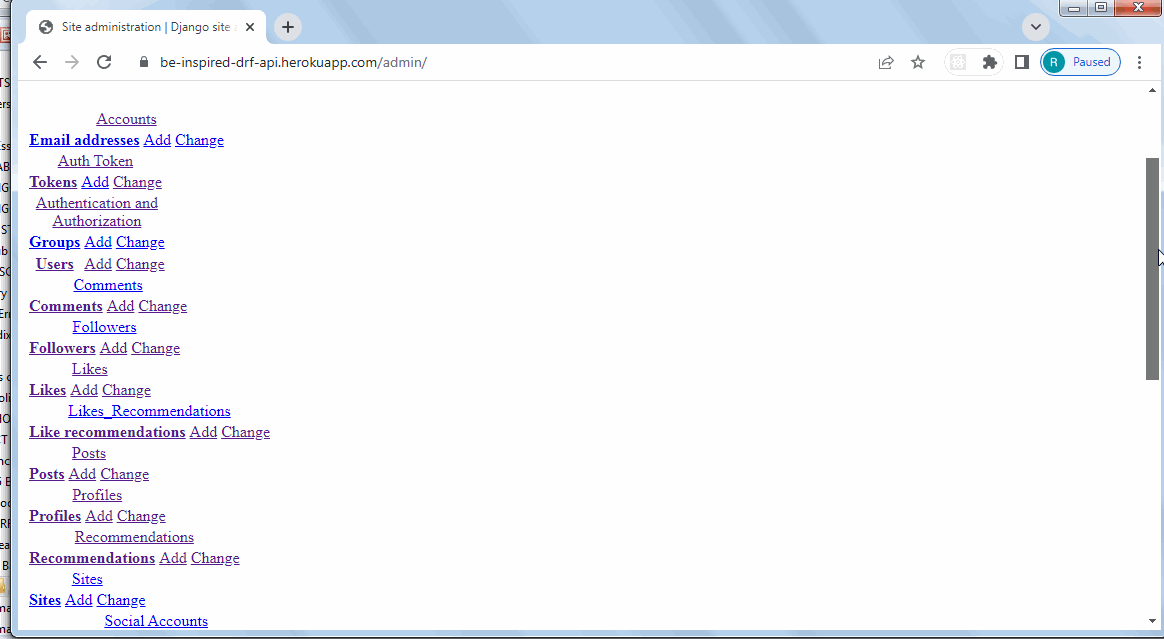 Site administration | Django site a
be-inspired-drf-api.herokuapp.com/admin/
R Paused
Accounts
Email addresses Add Change
Auth Token
Tokens Add Change
Authentication and
Authorization
Groups Add Change
Users Add Change
Comments
Comments Add Change
Followers
Followers Add Change
Likes
Likes Add Change
Likes_Recommendations
Like recommendations Add Change
Posts
Posts Add Change
Profiles
Profiles Add Change
Recommendations
Recommendations Add Change
Sites
Sites Add Change
Social Accounts